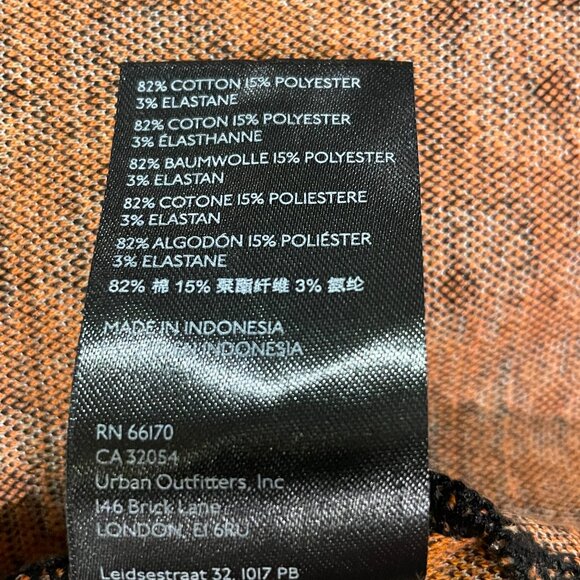 82% COTTON 15% POLYESTER
3% ELASTANE
82% COTON 15% POLYESTER
3% ÉLASTHANNE
82% BAUMWOLLE 15% POLYESTER
3% ELASTAN
82% COTONE 15% POLIESTERE
3% ELASTAN
82% ALGODÓN 15% POLIÉSTER
3% ELASTANE
82% 棉 15% 聚酯纤维 3% 氨纶
MADE IN INDONESIA
INDONESIA
RN 66170
CA 32054
Urban Outfitters, Inc
146 Brick Lane
LONDON, E1 6RU
Leidsestraat 32, 1017 PB